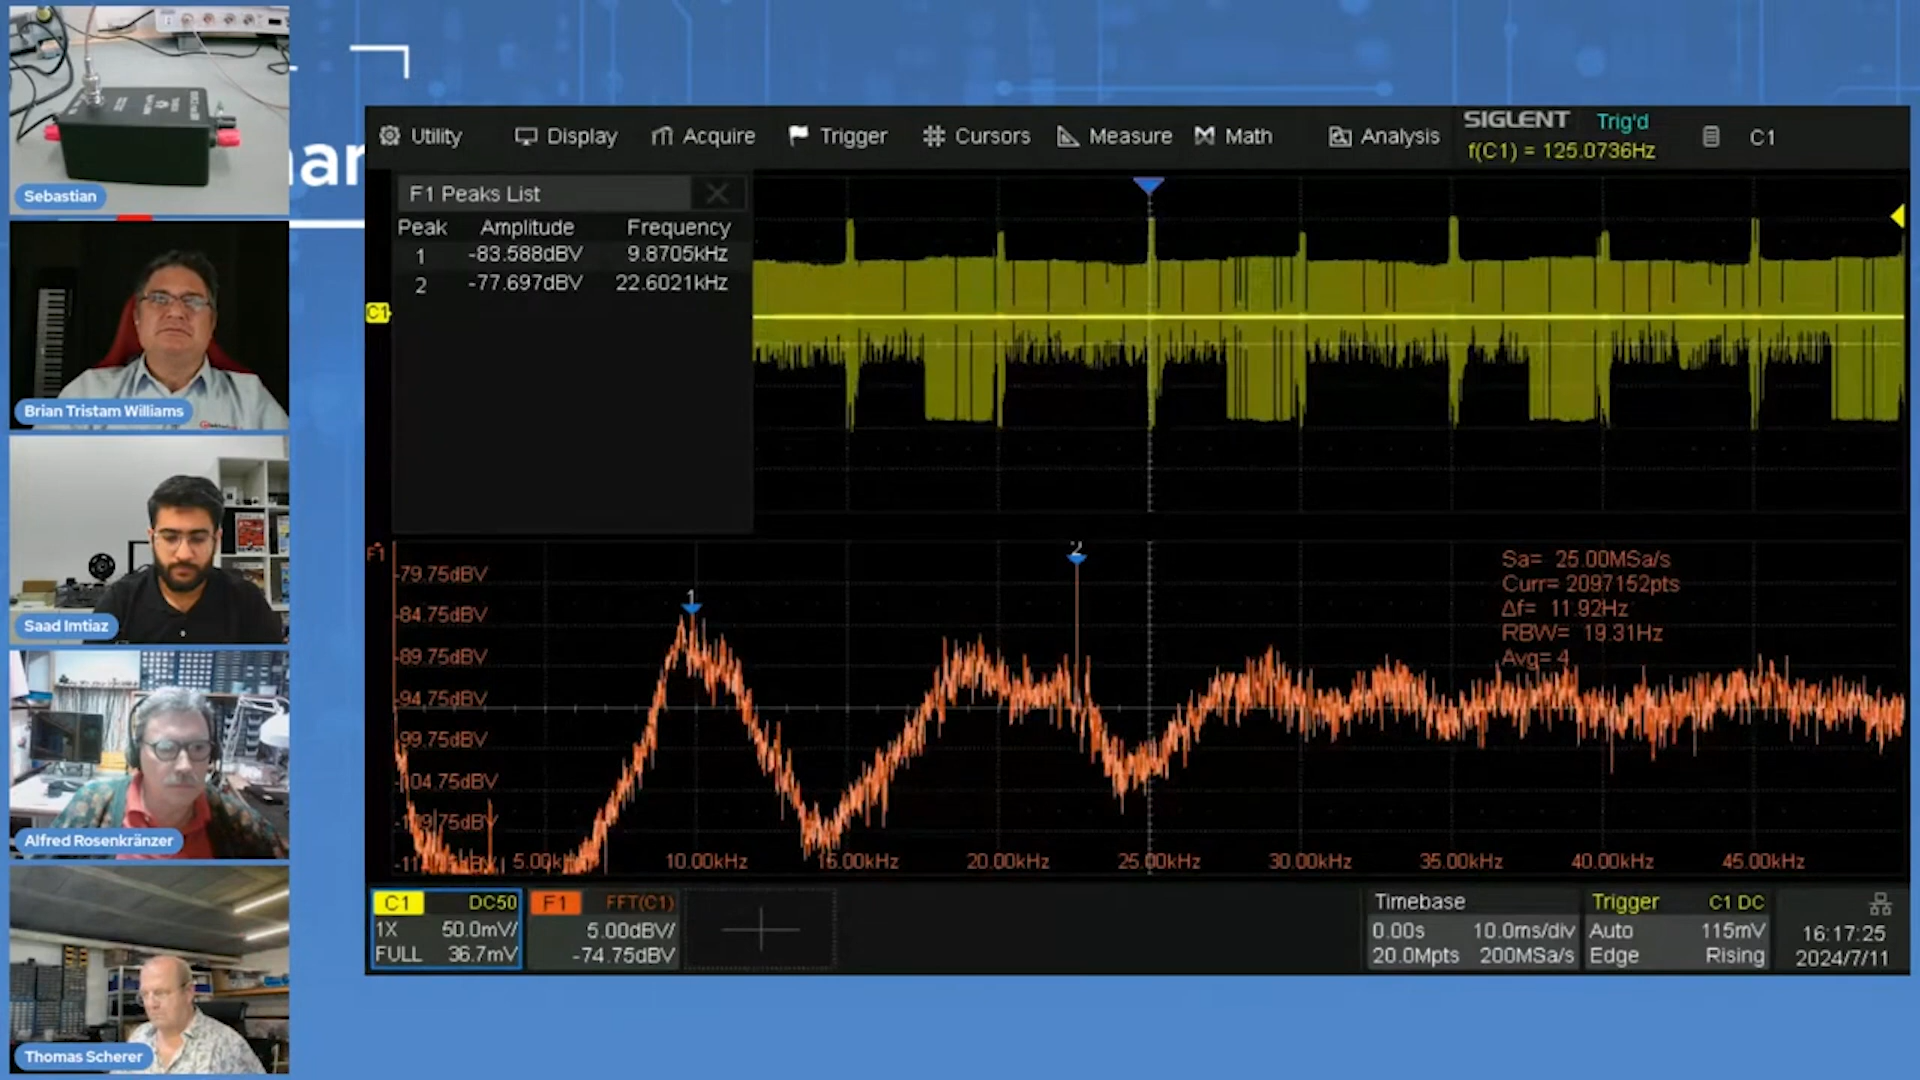 Sebastian
Brian Tristam Williams
Saad Imtiaz
Alfred Rosenkränzer
Thomas Scherer
nar
Utility
Display
Acquire
Trigger
Cursors
Measure
Math
Analysis
SIGLENT Trig'd
f(C1) = 125.0736Hz
C1
F1 Peaks List
Peak Amplitude Frequency
1 -83.588dBV 9.8705kHz
2 -77.697dBV 22.6021kHz
C1
F1
1
2
-79.75dBV
-84.75dBV
-89.75dBV
-94.75dBV
-99.75dBV
-104.75dBV
-109.75dBV
Sa= 25.00MSa/s
Curr= 2097152pts
Δf= 11.92Hz
RBW= 19.31Hz
Avg= 4
5.00kHz 10.00kHz 15.00kHz 20.00kHz 25.00kHz 30.00kHz 35.00kHz 40.00kHz 45.00kHz
C1 DC50
1X 50.0mV/
FULL 36.7mV
F1 FFT(C1)
5.00dBV/
-74.75dBV
Timebase
0.00s 10.0ms/div
20.0Mpts 200MSa/s
Trigger C1 DC
Auto 115mV
Edge Rising
16:17:25
2024/7/11